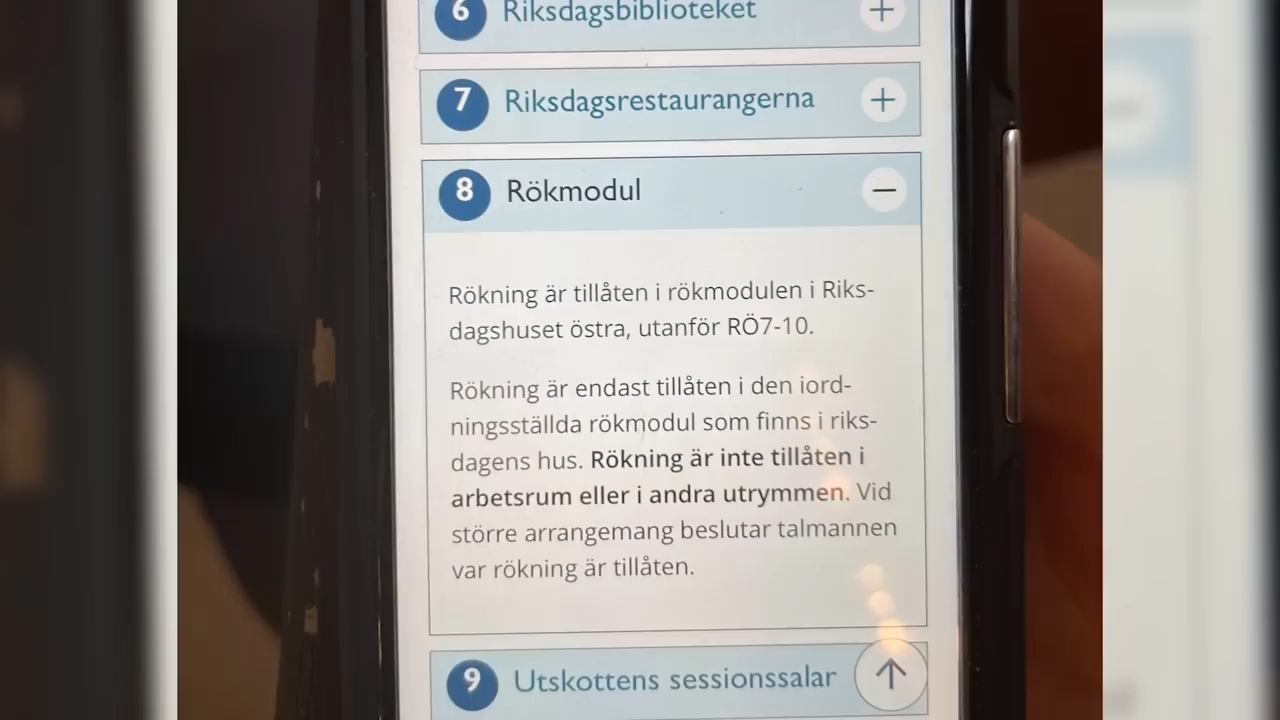 6 Riksdagsbiblioteket +
7 Riksdagsrestaurangerna +
8 Rökmodul −
Rökning är tillåten i rökmodulen i Riks-
dagshuset östra, utanför RÖ7-10.
Rökning är endast tillåten i den iord-
ningsställda rökmodul som finns i riks-
dagens hus. Rökning är inte tillåten i
arbetsrum eller i andra utrymmen. Vid
större arrangemang beslutar talmannen
var rökning är tillåten.
9 Utskottens sessionssalar